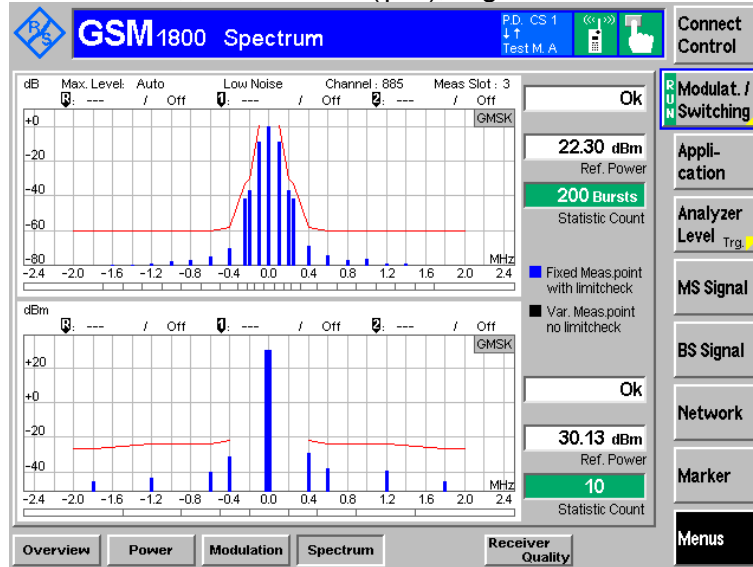 R&S GSM 1800 Spectrum
P.D. CS 1
Test M. A
Connect Control
dB Max. Level: Auto Low Noise Channel : 885 Meas Slot : 3
R: --- / Off 1: --- / Off 2: --- / Off
GMSK
+0
-20
-40
-60
-80
MHz
-2.4 -2.0 -1.6 -1.2 -0.8 -0.4 0.0 0.4 0.8 1.2 1.6 2.0 2.4
Ok
22.30 dBm
Ref. Power
200 Bursts
Statistic Count
Fixed Meas.point
with limitcheck
Var. Meas.point
no limitcheck
dBm
R: --- / Off 1: --- / Off 2: --- / Off
GMSK
+20
+0
-20
-40
MHz
-2.4 -2.0 -1.6 -1.2 -0.8 -0.4 0.0 0.4 0.8 1.2 1.6 2.0 2.4
Ok
30.13 dBm
Ref. Power
10
Statistic Count
RUN
Modulat. /
Switching
Appli-
cation
Analyzer
Level Trg.
MS Signal
BS Signal
Network
Marker
Menus
Overview Power Modulation Spectrum Receiver
Quality